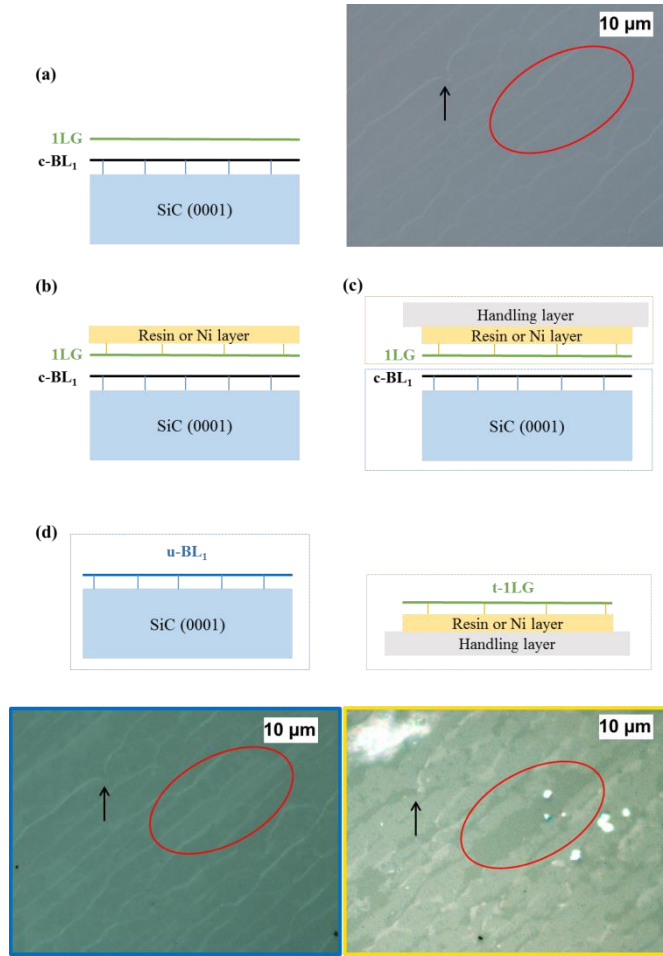 (a)
10 µm
1LG
c-BL₁
SiC (0001)
(b)
Resin or Ni layer
1LG
c-BL₁
SiC (0001)
(c)
Handling layer
Resin or Ni layer
1LG
c-BL₁
SiC (0001)
(d)
u-BL₁
SiC (0001)
t-1LG
Resin or Ni layer
Handling layer
10 µm
10 µm